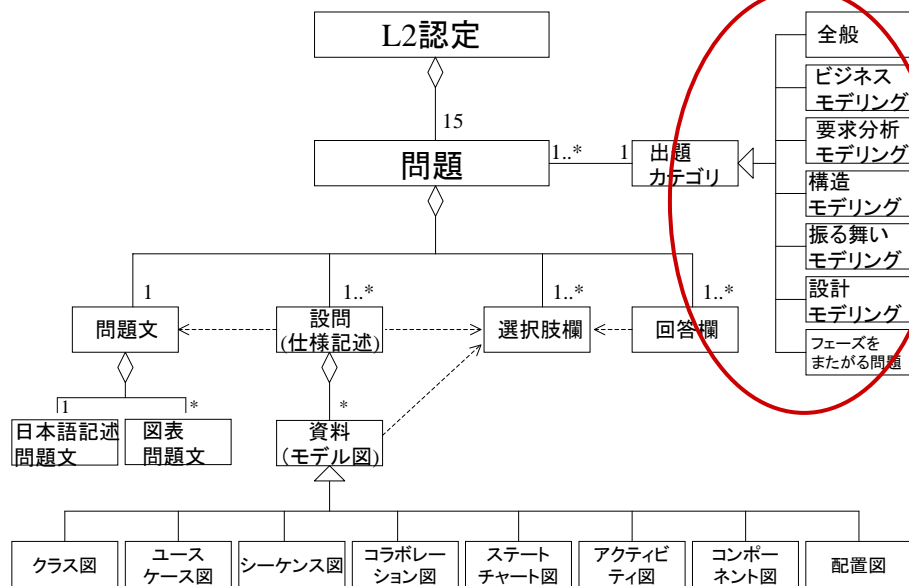 L2認定
全般
ビジネス
モデリング
15
要求分析
モデリング
問題
1..*
1
出題
カテゴリ
構造
モデリング
振る舞い
モデリング
設計
モデリング
フェーズを
またがる問題
1
1..*
1..*
1..*
問題文
設問
(仕様記述)
選択肢欄
回答欄
1
*
*
日本語記述
問題文
図表
問題文
資料
(モデル図)
クラス図
ユース
ケース図
シーケンス図
コラボレー
ション図
ステート
チャート図
アクティビ
ティ図
コンポー
ネント図
配置図